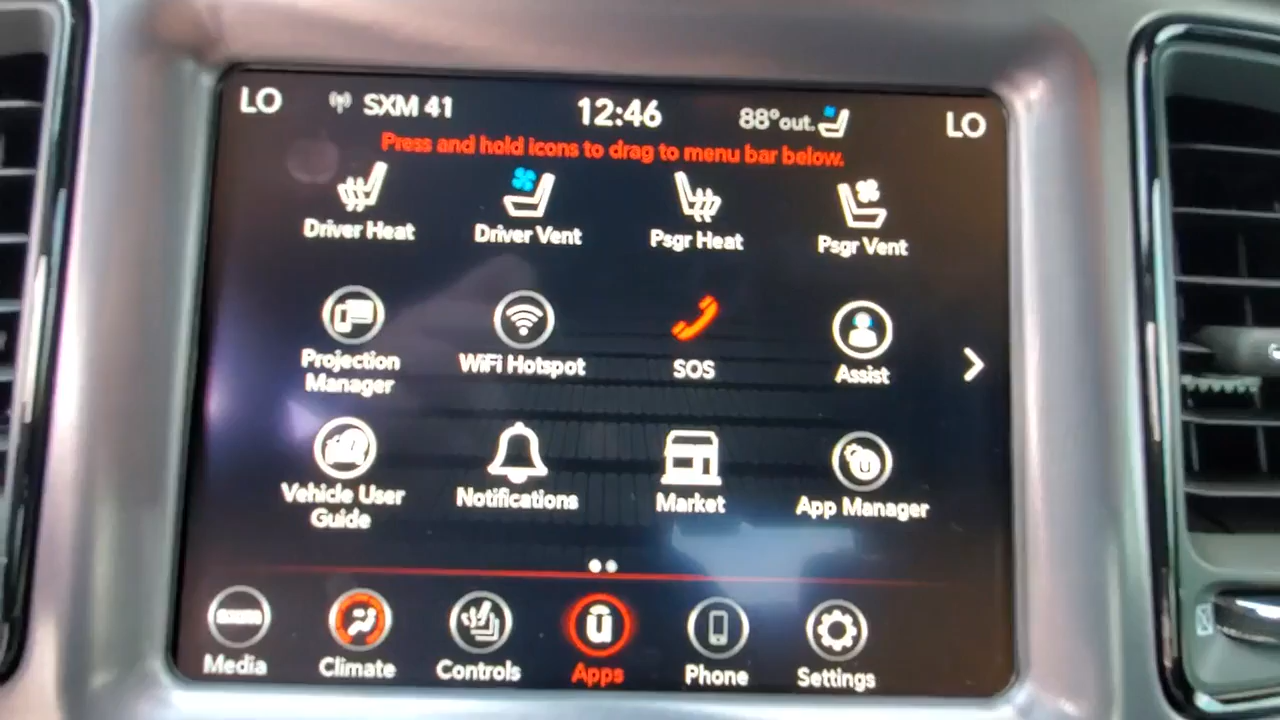 LO SXM 41 12:46 88°out. LO
Press and hold icons to drag to menu bar below.
Driver Heat Driver Vent Psgr Heat Psgr Vent
Projection Manager WiFi Hotspot SOS Assist
Vehicle User Guide Notifications Market App Manager
Media Climate Controls Apps Phone Settings